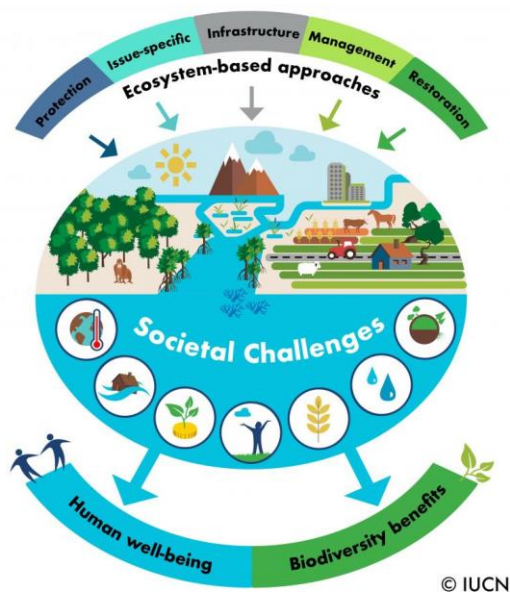 Protection
Issue-specific
Infrastructure
Management
Restoration
Ecosystem-based approaches
Societal Challenges
Human well-being
Biodiversity benefits
© IUCN